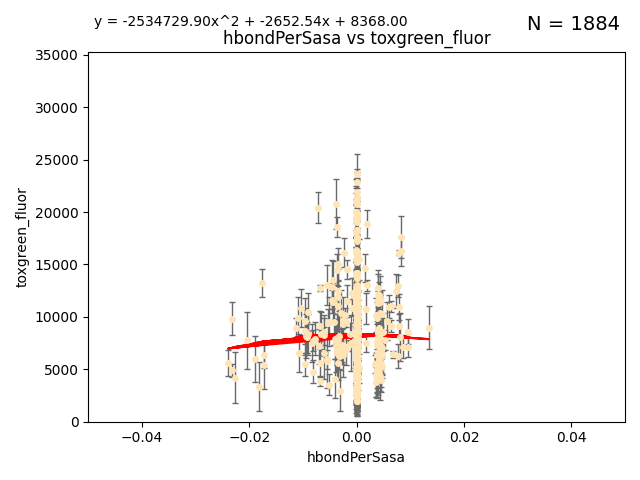 y = -2534729.90x^2 + -2652.54x + 8368.00
N = 1884
hbondPerSasa vs toxgreen_fluor
35000
30000
25000
20000
15000
10000
5000
0
toxgreen_fluor
−0.04
−0.02
0.00
0.02
0.04
hbondPerSasa